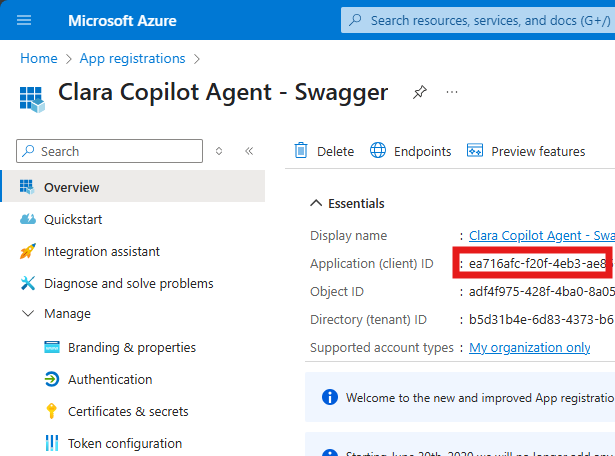 Microsoft Azure
Search resources, services, and docs (G+/)
Home > App registrations >
Clara Copilot Agent - Swagger
Search
Delete
Endpoints
Preview features
Overview
Quickstart
Integration assistant
Diagnose and solve problems
Manage
Branding & properties
Authentication
Certificates & secrets
Token configuration
Essentials
Display name : Clara Copilot Agent - Swa
Application (client) ID : ea716afc-f20f-4eb3-ae8
Object ID : adf4f975-428f-4ba0-8a05
Directory (tenant) ID : b5d31b4e-6d83-4373-b6
Supported account types : My organization only
Welcome to the new and improved App registration